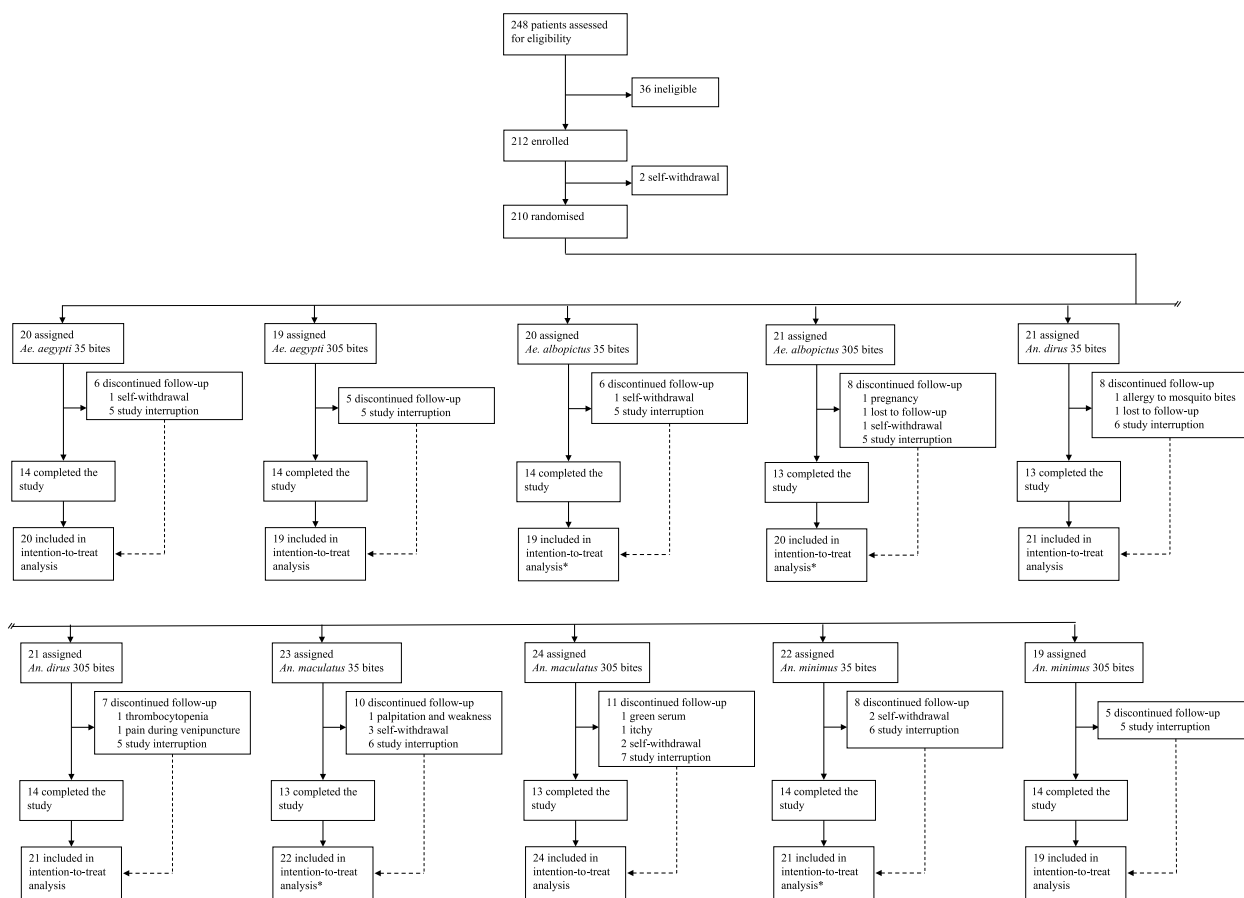 248 patients assessed
for eligibility
36 ineligible
212 enrolled
2 self-withdrawal
210 randomised
20 assigned
Ae. aegypti 35 bites
19 assigned
Ae. aegypti 305 bites
20 assigned
Ae. albopictus 35 bites
21 assigned
Ae. albopictus 305 bites
21 assigned
An. dirus 35 bites
6 discontinued follow-up
1 self-withdrawal
5 study interruption
5 discontinued follow-up
5 study interruption
6 discontinued follow-up
1 self-withdrawal
5 study interruption
8 discontinued follow-up
1 pregnancy
1 lost to follow-up
1 self-withdrawal
5 study interruption
8 discontinued follow-up
1 allergy to mosquito bites
1 lost to follow-up
6 study interruption
14 completed the
study
14 completed the
study
14 completed the
study
13 completed the
study
13 completed the
study
20 included in
intention-to-treat
analysis
19 included in
intention-to-treat
analysis
19 included in
intention-to-treat
analysis*
20 included in
intention-to-treat
analysis*
21 included in
intention-to-treat
analysis
21 assigned
An. dirus 305 bites
23 assigned
An. maculatus 35 bites
24 assigned
An. maculatus 305 bites
22 assigned
An. minimus 35 bites
19 assigned
An. minimus 305 bites
7 discontinued follow-up
1 thrombocytopenia
1 pain during venipuncture
5 study interruption
10 discontinued follow-up
1 palpitation and weakness
3 self-withdrawal
6 study interruption
11 discontinued follow-up
1 green serum
1 itchy
2 self-withdrawal
7 study interruption
8 discontinued follow-up
2 self-withdrawal
6 study interruption
5 discontinued follow-up
5 study interruption
14 completed the
study
13 completed the
study
13 completed the
study
14 completed the
study
14 completed the
study
21 included in
intention-to-treat
analysis
22 included in
intention-to-treat
analysis*
24 included in
intention-to-treat
analysis
21 included in
intention-to-treat
analysis*
19 included in
intention-to-treat
analysis